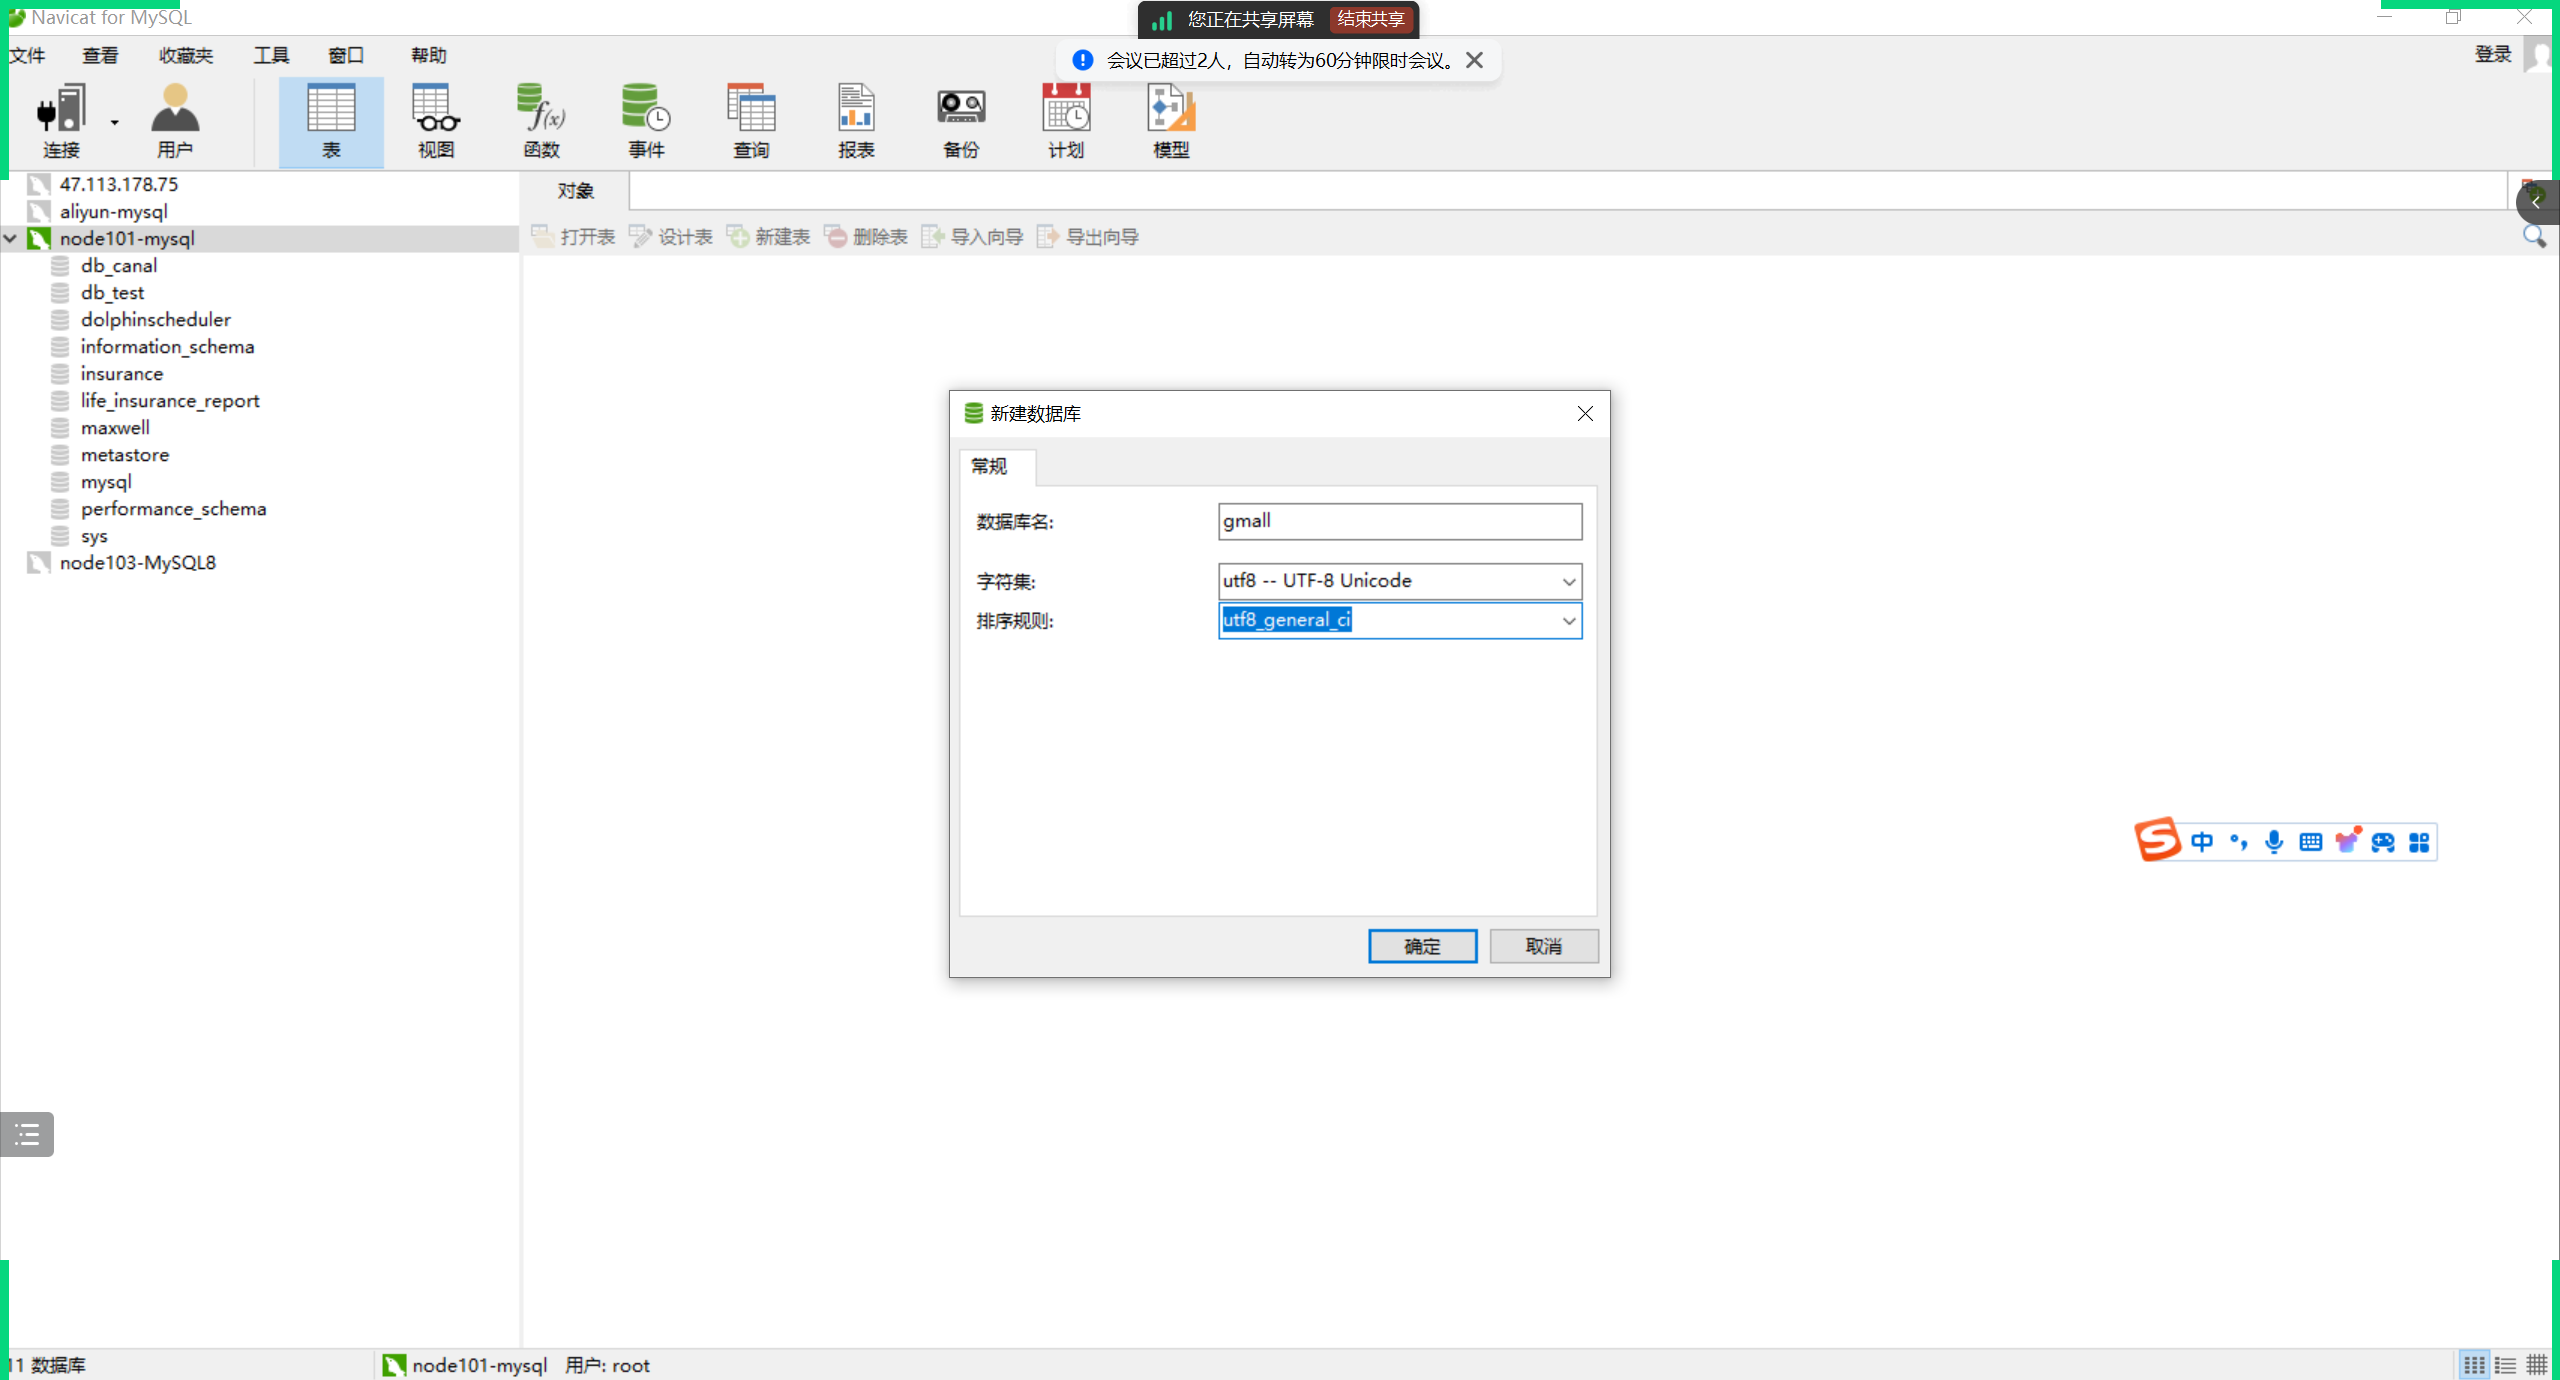 Navicat for MySQL
您正在共享屏幕 结束共享
文件 查看 收藏夹 工具 窗口 帮助
会议已超过2人，自动转为60分钟限时会议。
登录
连接 用户 表 视图 函数 事件 查询 报表 备份 计划 模型
47.113.178.75
aliyun-mysql
node101-mysql
db_canal
db_test
dolphinscheduler
information_schema
insurance
life_insurance_report
maxwell
metastore
mysql
performance_schema
sys
node103-MySQL8
对象
打开表 设计表 新建表 删除表 导入向导 导出向导
新建数据库
常规
数据库名: gmall
字符集: utf8 -- UTF-8 Unicode
排序规则: utf8_general_ci
确定 取消
中
11 数据库 node101-mysql 用户: root